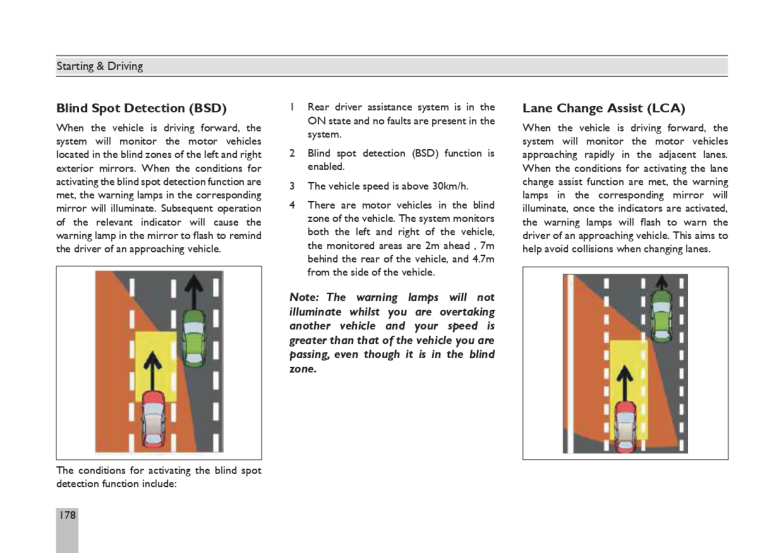 Starting & Driving
Blind Spot Detection (BSD)
When the vehicle is driving forward, the
system will monitor the motor vehicles
located in the blind zones of the left and right
exterior mirrors. When the conditions for
activating the blind spot detection function are
met, the warning lamps in the corresponding
mirror will illuminate. Subsequent operation
of the relevant indicator will cause the
warning lamp in the mirror to flash to remind
the driver of an approaching vehicle.
The conditions for activating the blind spot
detection function include:
1 Rear driver assistance system is in the
ON state and no faults are present in the
system.
2 Blind spot detection (BSD) function is
enabled.
3 The vehicle speed is above 30km/h.
4 There are motor vehicles in the blind
zone of the vehicle. The system monitors
both the left and right of the vehicle,
the monitored areas are 2m ahead , 7m
behind the rear of the vehicle, and 4.7m
from the side of the vehicle.
Note: The warning lamps will not
illuminate whilst you are overtaking
another vehicle and your speed is
greater than that of the vehicle you are
passing, even though it is in the blind
zone.
Lane Change Assist (LCA)
When the vehicle is driving forward, the
system will monitor the motor vehicles
approaching rapidly in the adjacent lanes.
When the conditions for activating the lane
change assist function are met, the warning
lamps in the corresponding mirror will
illuminate, once the indicators are activated,
the warning lamps will flash to warn the
driver of an approaching vehicle. This aims to
help avoid collisions when changing lanes.
178